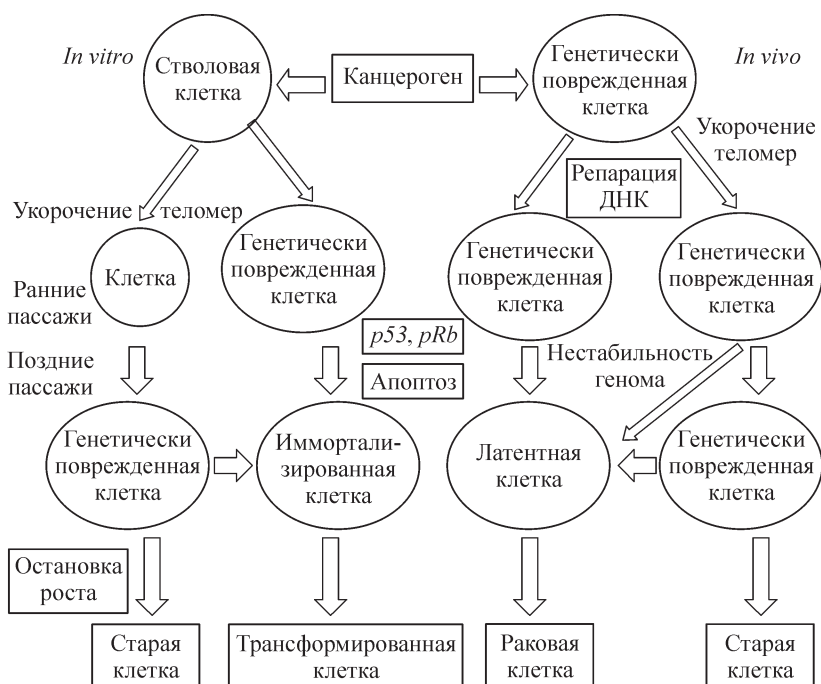 In vitro
Стволовая
клетка
Канцероген
Генетически
поврежденная
клетка
In vivo
Укорочение
теломер
Репарация
ДНК
Укорочение теломер
Клетка
Генетически
поврежденная
клетка
Генетически
поврежденная
клетка
Генетически
поврежденная
клетка
Ранние
пассажи
p53, pRb
Поздние
пассажи
Апоптоз
Нестабильность
генома
Генетически
поврежденная
клетка
Иммортали-
зированная
клетка
Латентная
клетка
Генетически
поврежденная
клетка
Остановка
роста
Старая
клетка
Трансформированная
клетка
Раковая
клетка
Старая
клетка